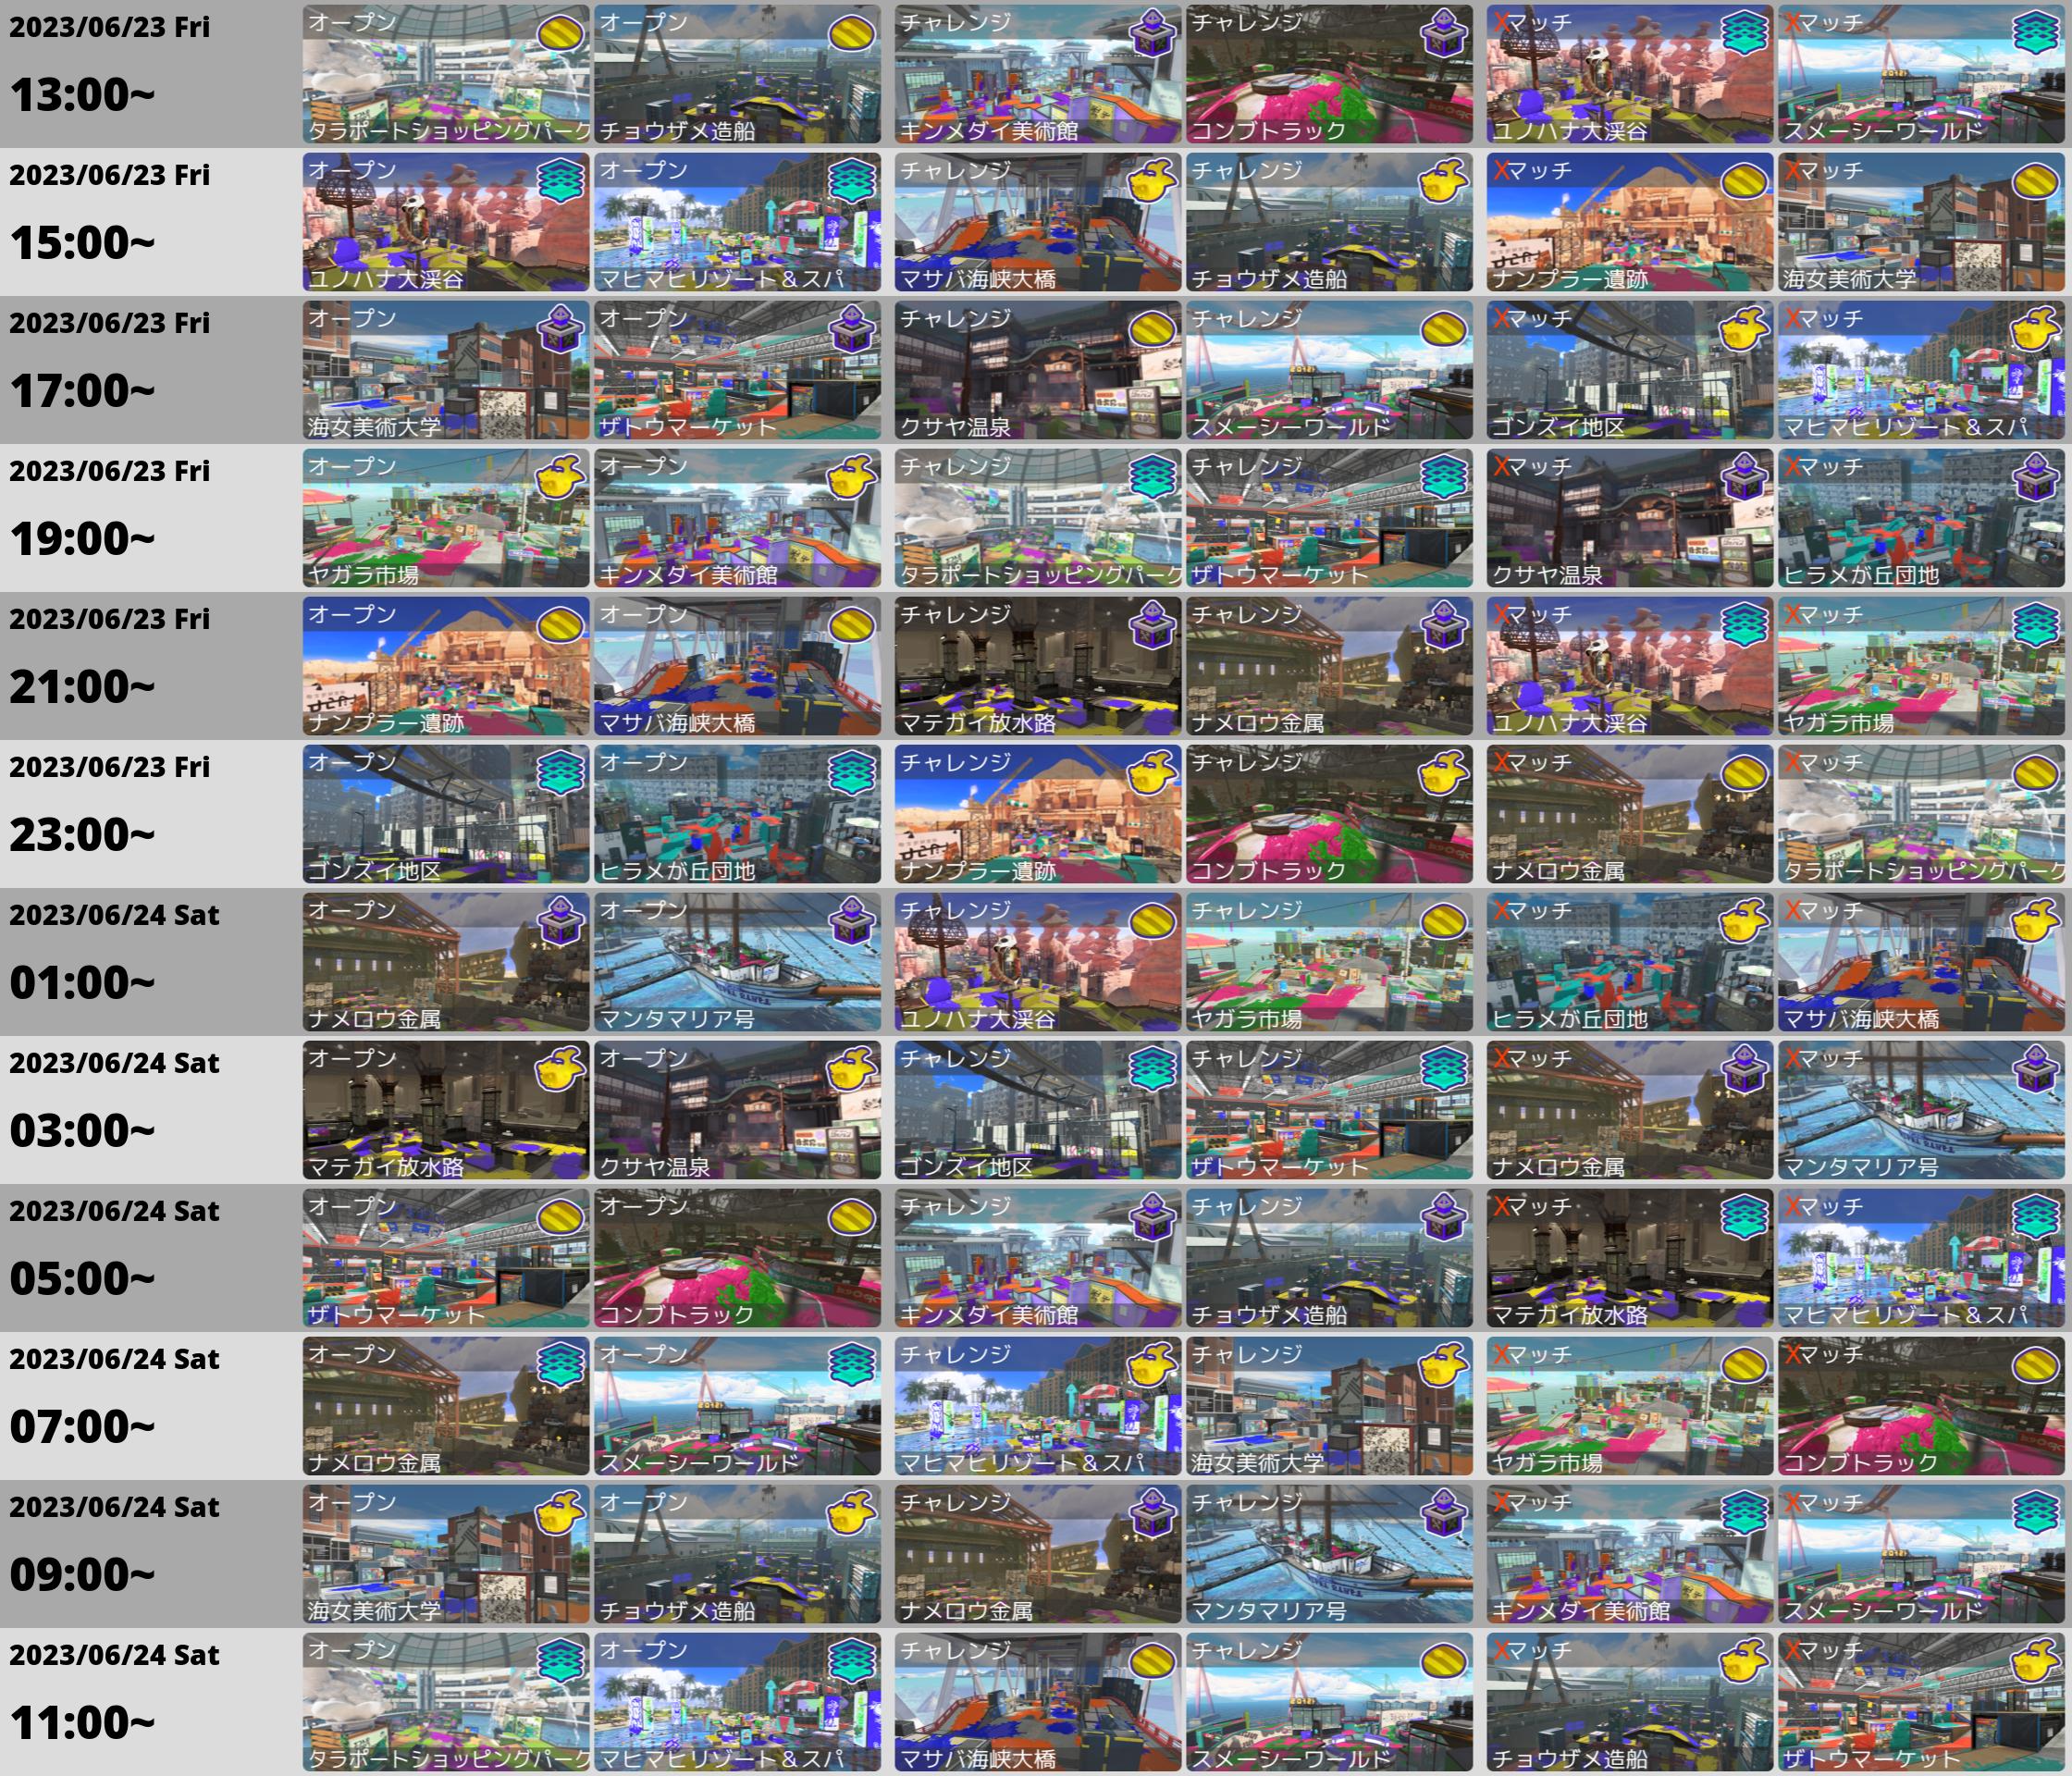 2023/06/23 Fri
13:00~
オープン
タラポートショッピングパーク
オープン
チョウザメ造船
チャレンジ
キンメダイ美術館
チャレンジ
コンブトラック
Xマッチ
ユノハナ大渓谷
Xマッチ
スメーシーワールド
2023/06/23 Fri
15:00~
オープン
ユノハナ大渓谷
オープン
マヒマヒリゾート＆スパ
チャレンジ
マサバ海峡大橋
チャレンジ
チョウザメ造船
Xマッチ
ナンプラー遺跡
Xマッチ
海女美術大学
2023/06/23 Fri
17:00~
オープン
海女美術大学
オープン
ザトウマーケット
チャレンジ
クサヤ温泉
チャレンジ
スメーシーワールド
Xマッチ
ゴンズイ地区
Xマッチ
マヒマヒリゾート＆スパ
2023/06/23 Fri
19:00~
オープン
ヤガラ市場
オープン
キンメダイ美術館
チャレンジ
タラポートショッピングパーク
チャレンジ
ザトウマーケット
Xマッチ
クサヤ温泉
Xマッチ
ヒラメが丘団地
2023/06/23 Fri
21:00~
オープン
ナンプラー遺跡
オープン
マサバ海峡大橋
チャレンジ
マテガイ放水路
チャレンジ
ナメロウ金属
Xマッチ
ユノハナ大渓谷
Xマッチ
ヤガラ市場
2023/06/23 Fri
23:00~
オープン
ゴンズイ地区
オープン
ヒラメが丘団地
チャレンジ
ナンプラー遺跡
チャレンジ
コンブトラック
Xマッチ
ナメロウ金属
Xマッチ
タラポートショッピングパーク
2023/06/24 Sat
01:00~
オープン
ナメロウ金属
オープン
マンタマリア号
チャレンジ
ユノハナ大渓谷
チャレンジ
ヤガラ市場
Xマッチ
ヒラメが丘団地
Xマッチ
マサバ海峡大橋
2023/06/24 Sat
03:00~
オープン
マテガイ放水路
オープン
クサヤ温泉
チャレンジ
ゴンズイ地区
チャレンジ
ザトウマーケット
Xマッチ
ナメロウ金属
Xマッチ
マンタマリア号
2023/06/24 Sat
05:00~
オープン
ザトウマーケット
オープン
コンブトラック
チャレンジ
キンメダイ美術館
チャレンジ
チョウザメ造船
Xマッチ
マテガイ放水路
Xマッチ
マヒマヒリゾート＆スパ
2023/06/24 Sat
07:00~
オープン
ナメロウ金属
オープン
スメーシーワールド
チャレンジ
マヒマヒリゾート＆スパ
チャレンジ
海女美術大学
Xマッチ
ヤガラ市場
Xマッチ
コンブトラック
2023/06/24 Sat
09:00~
オープン
海女美術大学
オープン
チョウザメ造船
チャレンジ
ナメロウ金属
チャレンジ
マンタマリア号
Xマッチ
キンメダイ美術館
Xマッチ
スメーシーワールド
2023/06/24 Sat
11:00~
オープン
タラポートショッピングパーク
オープン
マヒマヒリゾート＆スパ
チャレンジ
マサバ海峡大橋
チャレンジ
スメーシーワールド
Xマッチ
チョウザメ造船
Xマッチ
ザトウマーケット